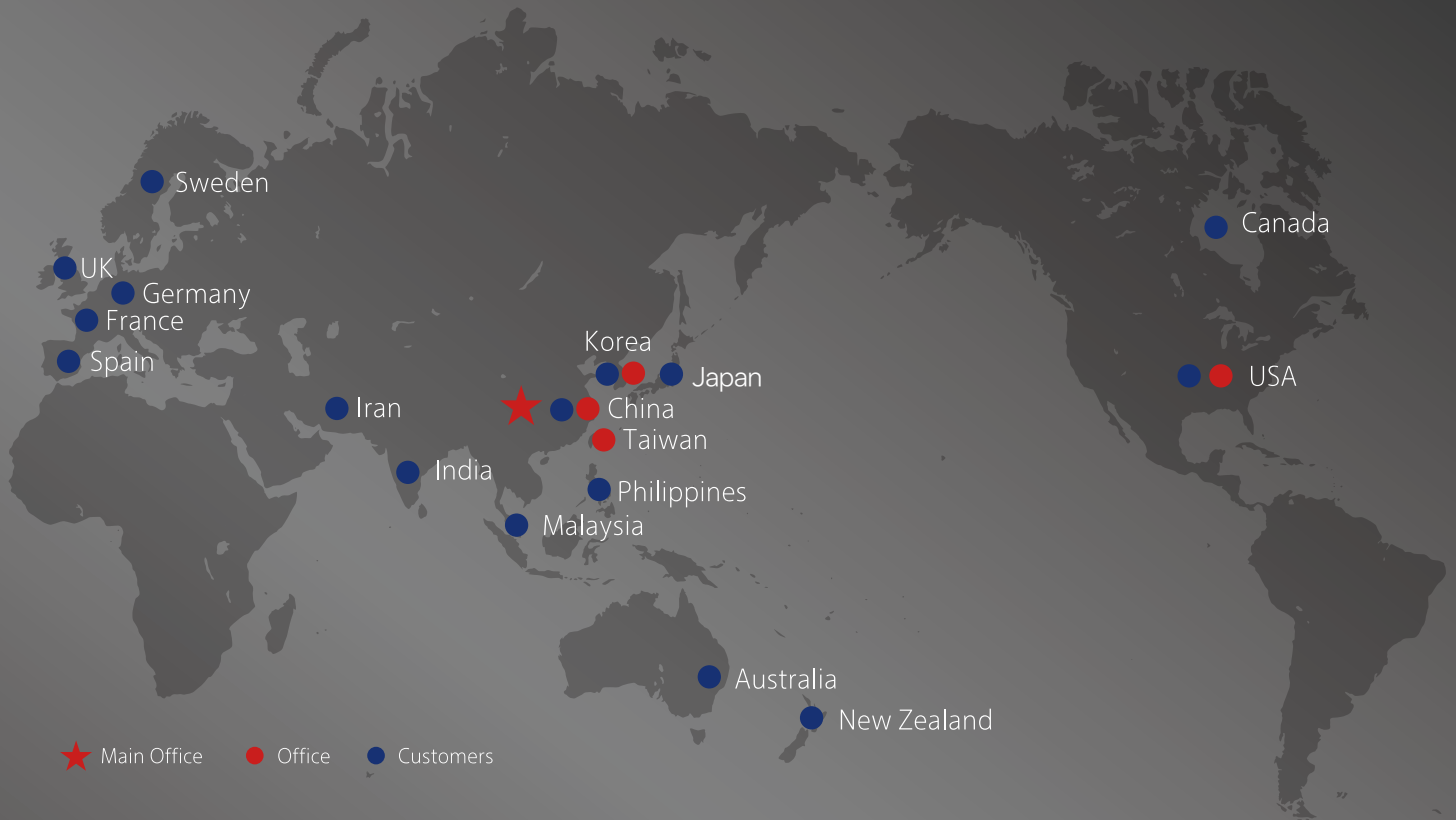 Sweden
Canada
UK
Germany
France
Korea
Spain
Japan
USA
Iran
China
Taiwan
India
Philippines
Malaysia
Australia
New Zealand
Main Office
Office
Customers